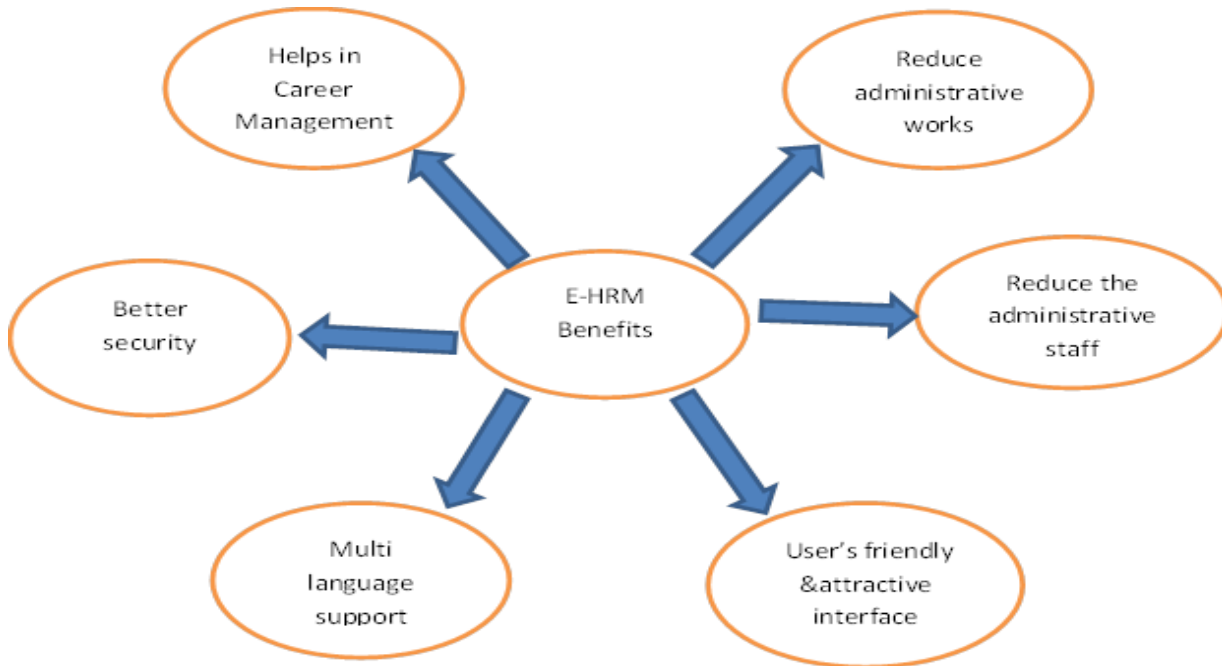 Helps in
Career
Management
Reduce
administrative
works
Better
security
E-HRM
Benefits
Reduce the
administrative
staff
Multi
language
support
User's friendly
&attractive
interface